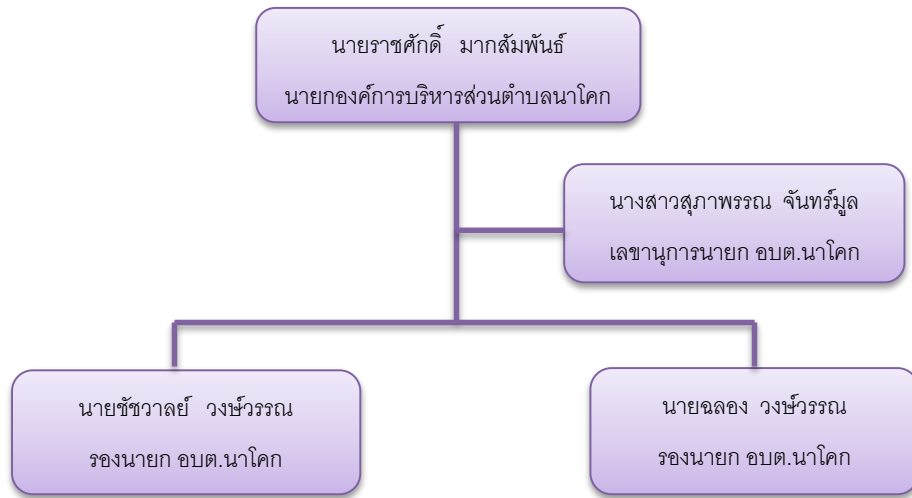 นายราชศักดิ์ มากสัมพันธ์
นายกองค์การบริหารส่วนตำบลนาโคก
นางสาวสุภาพรรณ จันทร์มูล
เลขานุการนายก อบต.นาโคก
นายชัชวาลย์ วงษ์วรรณ
รองนายก อบต.นาโคก
นายฉลอง วงษ์วรรณ
รองนายก อบต.นาโคก